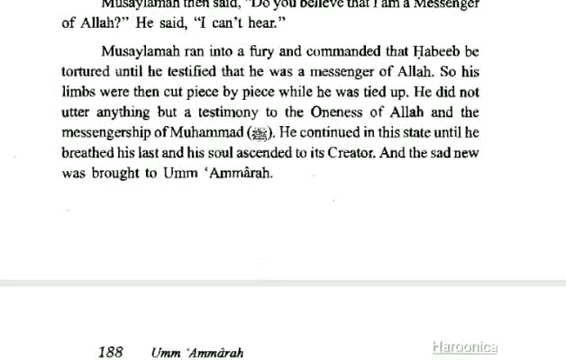 Musaylamah then said, "Do you believe that I am a Messenger
of Allah?" He said, "I can't hear."
Musaylamah ran into a fury and commanded that Ḥabeeb be
tortured until he testified that he was a messenger of Allah. So his
limbs were then cut piece by piece while he was tied up. He did not
utter anything but a testimony to the Oneness of Allah and the
messengership of Muhammad (ﷺ). He continued in this state until he
breathed his last and his soul ascended to its Creator. And the sad new
was brought to Umm ‘Ammârah.
188 Umm ‘Ammârah
Haroonica